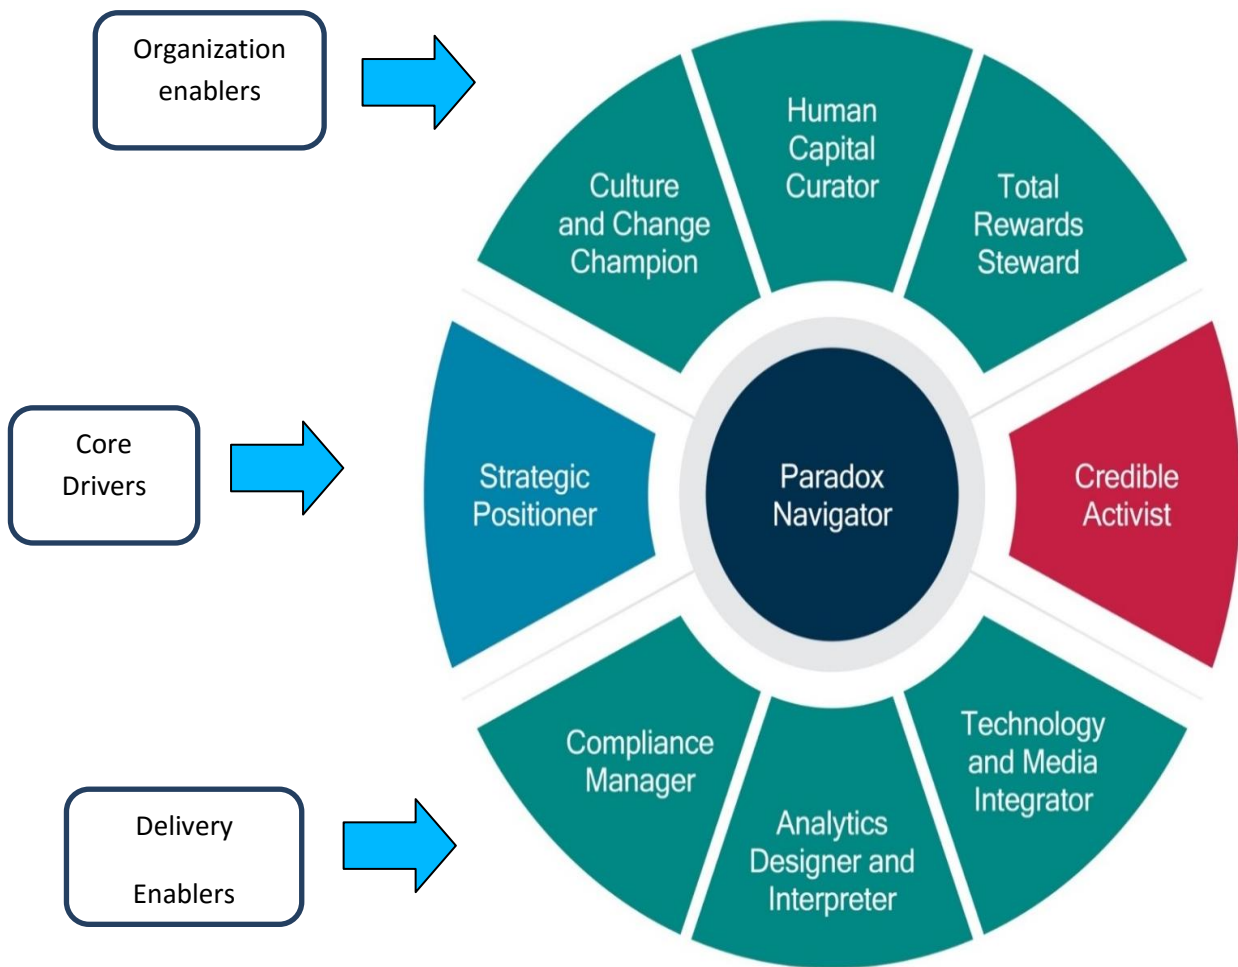 Organization
enablers
Human
Capital
Curator
Culture
and Change
Champion
Total
Rewards
Steward
Core
Drivers
Strategic
Positioner
Paradox
Navigator
Credible
Activist
Delivery
Enablers
Compliance
Manager
Analytics
Designer and
Interpreter
Technology
and Media
Integrator